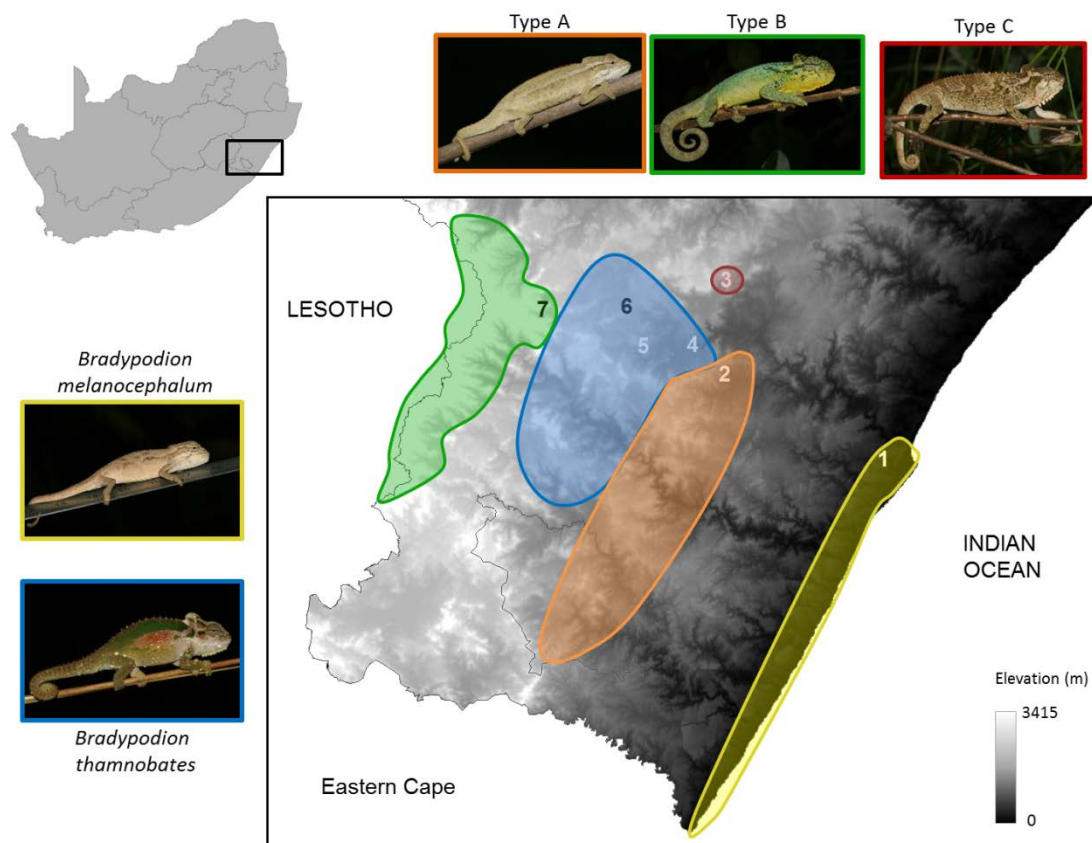 Type A
Type B
Type C
LESOTHO
7
6
5
4
3
2
1
Bradypodion
melanocephalum
INDIAN
OCEAN
Elevation (m)
3415
0
Bradypodion
thamnobates
Eastern Cape